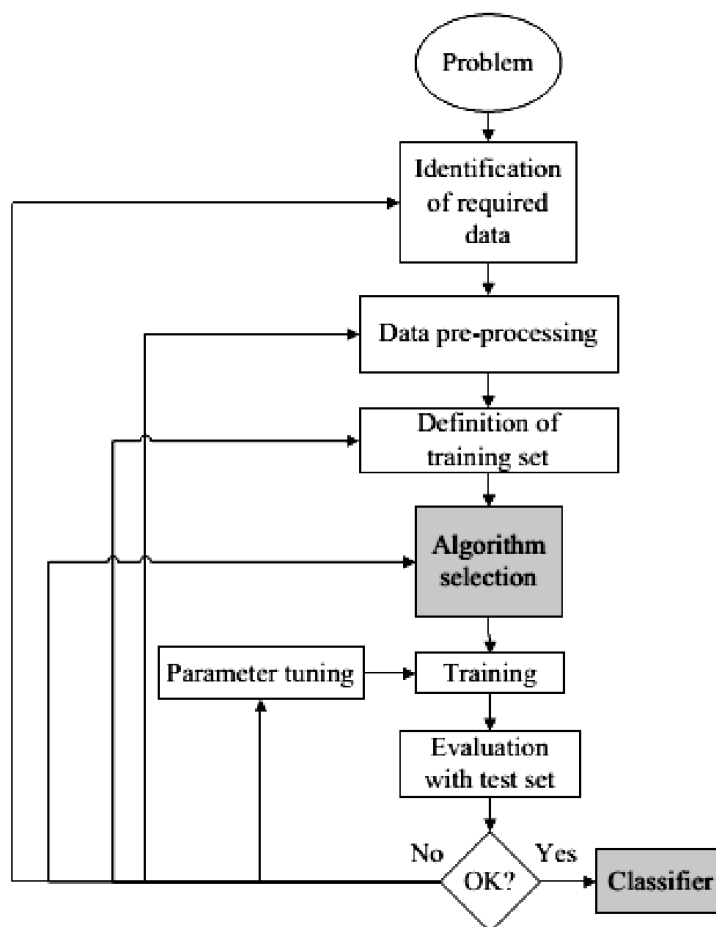 Problem
Identification
of required
data
Data pre-processing
Definition of
training set
Algorithm
selection
Parameter tuning
Training
Evaluation
with test set
No
Yes
OK?
Classifier